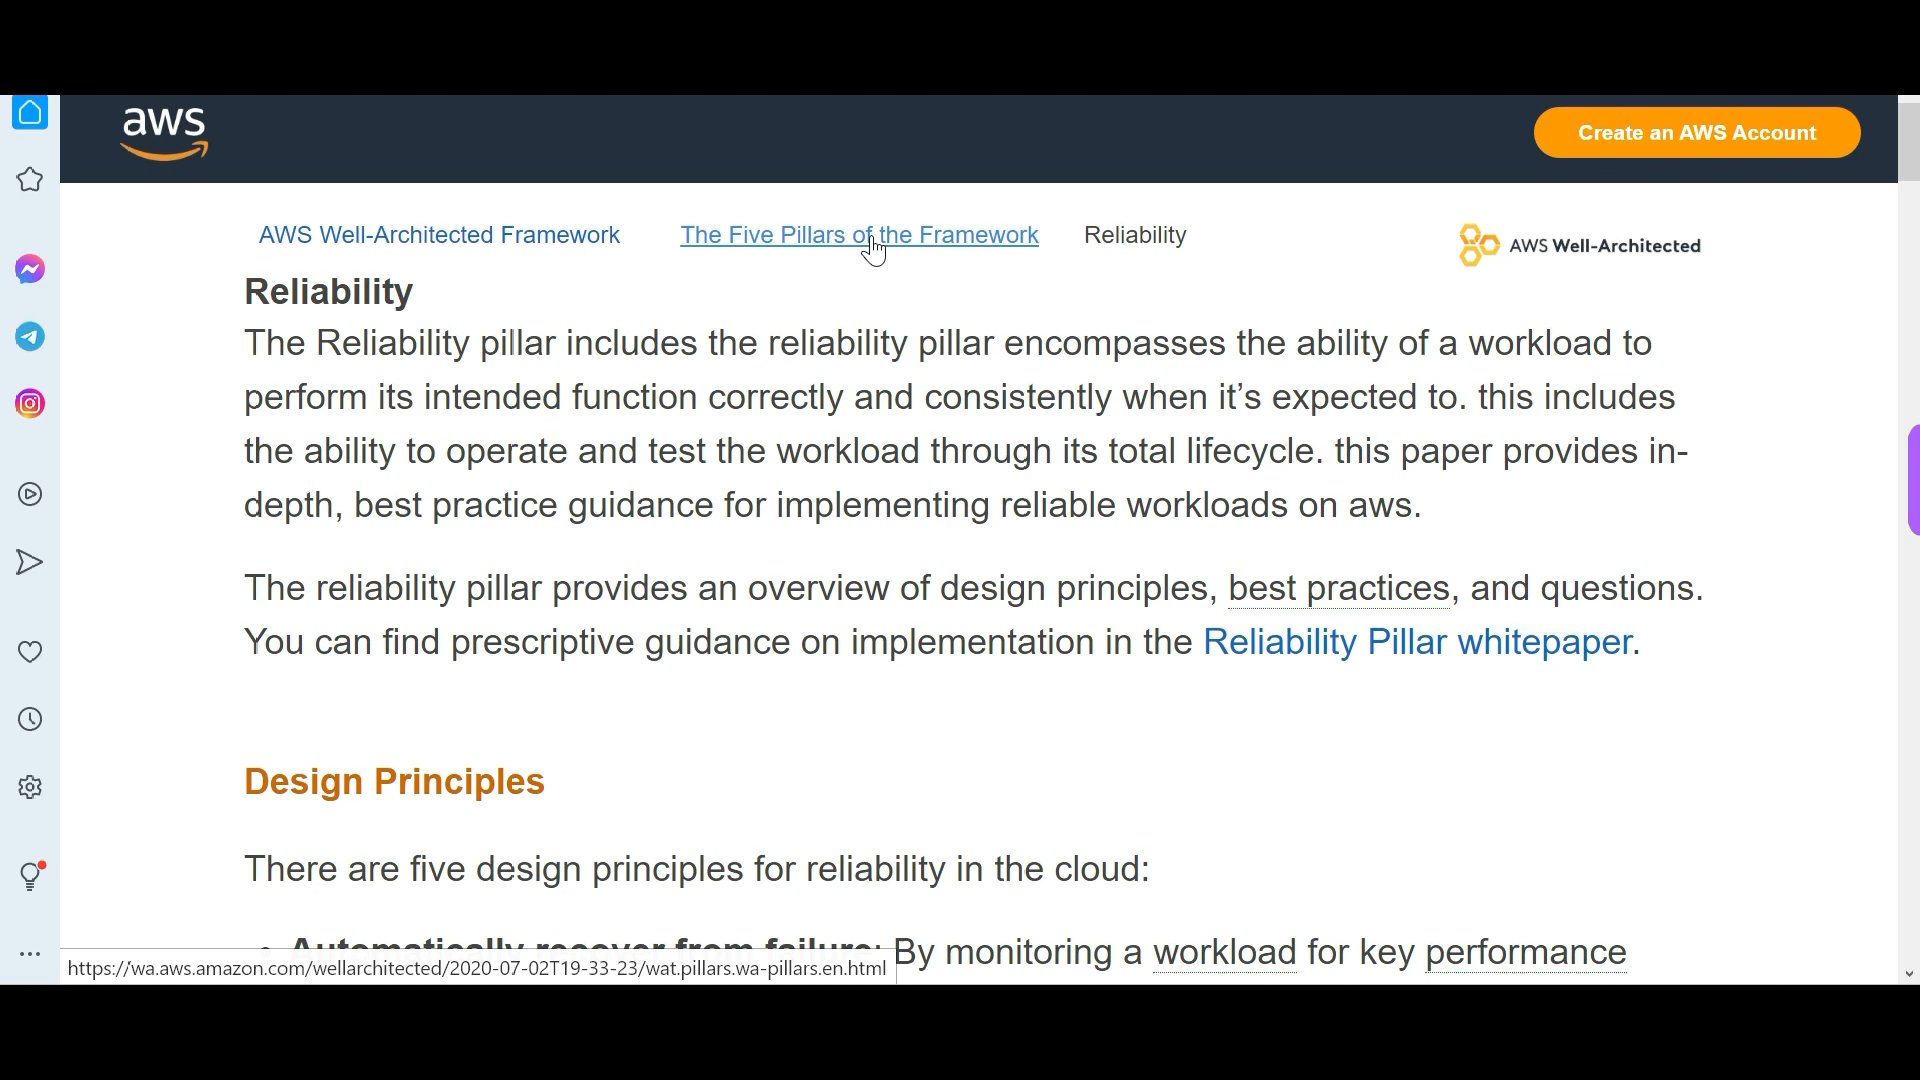 aws
Create an AWS Account
AWS Well-Architected Framework The Five Pillars of the Framework Reliability
AWS Well-Architected
Reliability
The Reliability pillar includes the reliability pillar encompasses the ability of a workload to
perform its intended function correctly and consistently when it’s expected to. this includes
the ability to operate and test the workload through its total lifecycle. this paper provides in-
depth, best practice guidance for implementing reliable workloads on aws.
The reliability pillar provides an overview of design principles, best practices, and questions.
You can find prescriptive guidance on implementation in the Reliability Pillar whitepaper.
Design Principles
There are five design principles for reliability in the cloud:
• Automatically recover from failure: By monitoring a workload for key performance
https://wa.aws.amazon.com/wellarchitected/2020-07-02T19-33-23/wat.pillars.wa-pillars.en.html